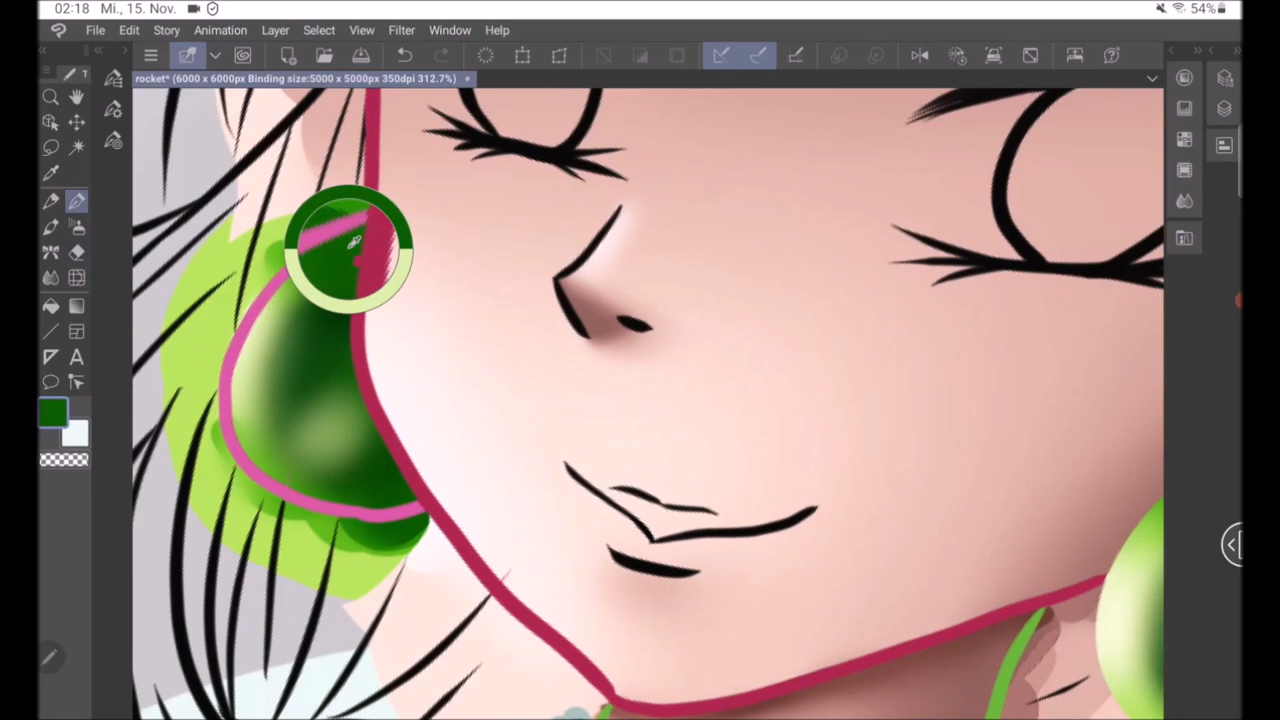 02:18 Mi., 15. Nov. 54%
File Edit Story Animation Layer Select View Filter Window Help
rocket* (6000 x 6000px Binding size:5000 x 5000px 350dpi 312.7%)
T
A